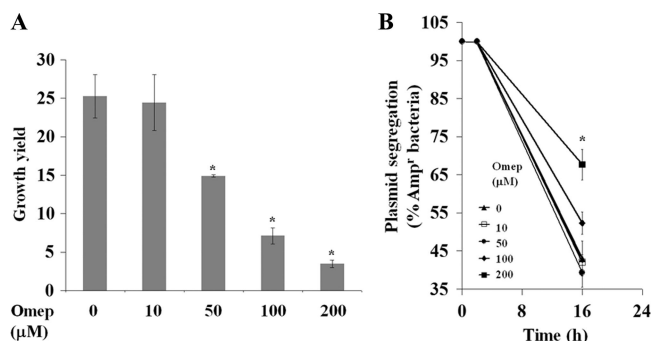 A
Growth yield
30
25
20
15
10
5
0
*
*
*
Omep 0 10 50 100 200
(μM)
B
Plasmid segregation
(% Ampʳ bacteria)
105
95
85
75
65
55
45
35
*
Omep
(μM)
0
10
50
100
200
0 8 16 24
Time (h)